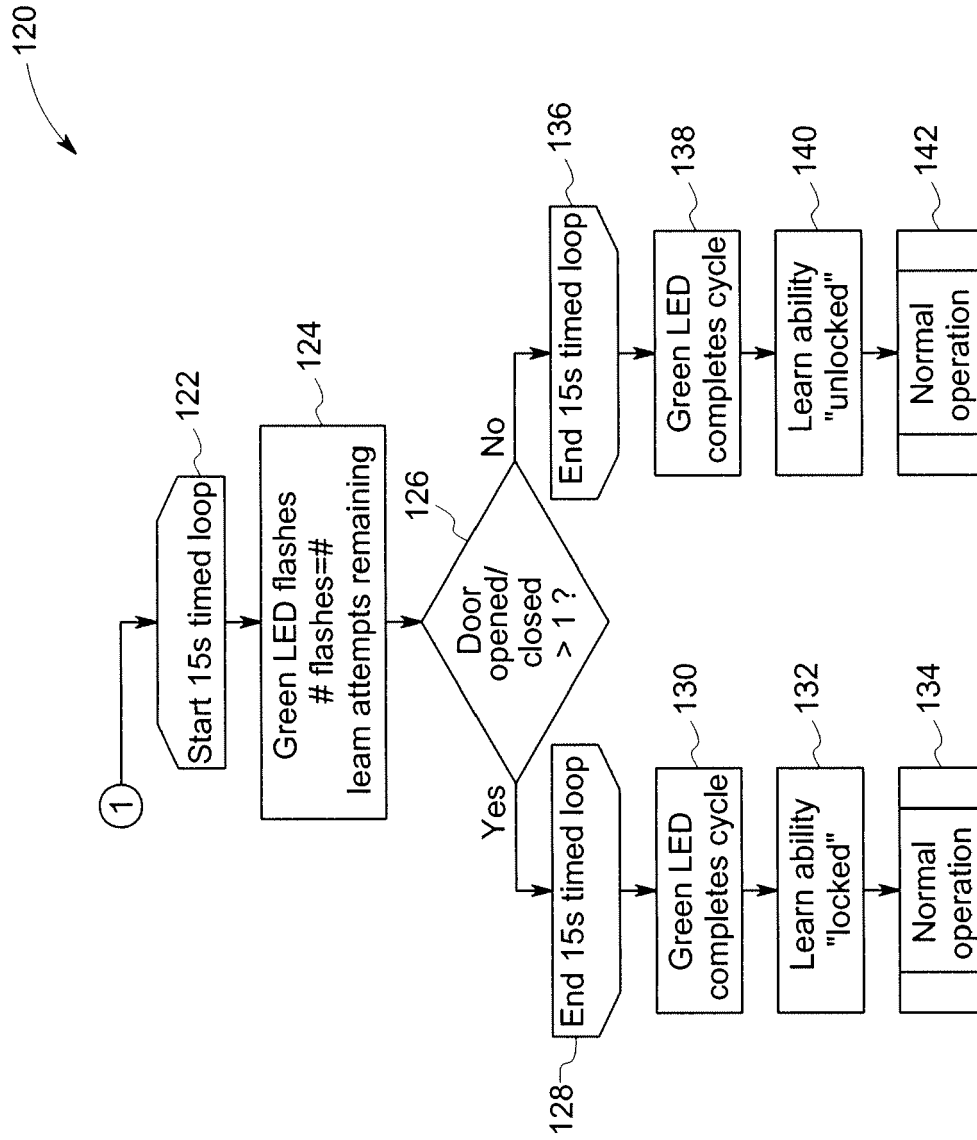 120
1
Start 15s timed loop
122
Green LED flashes
# flashes=#
leam attempts remaining
124
Door
opened/
closed
> 1 ?
126
Yes
No
End 15s timed loop
128
Green LED
completes cycle
130
Learn ability
"locked"
132
Normal
operation
134
End 15s timed loop
136
Green LED
completes cycle
138
Learn ability
"unlocked"
140
Normal
operation
142